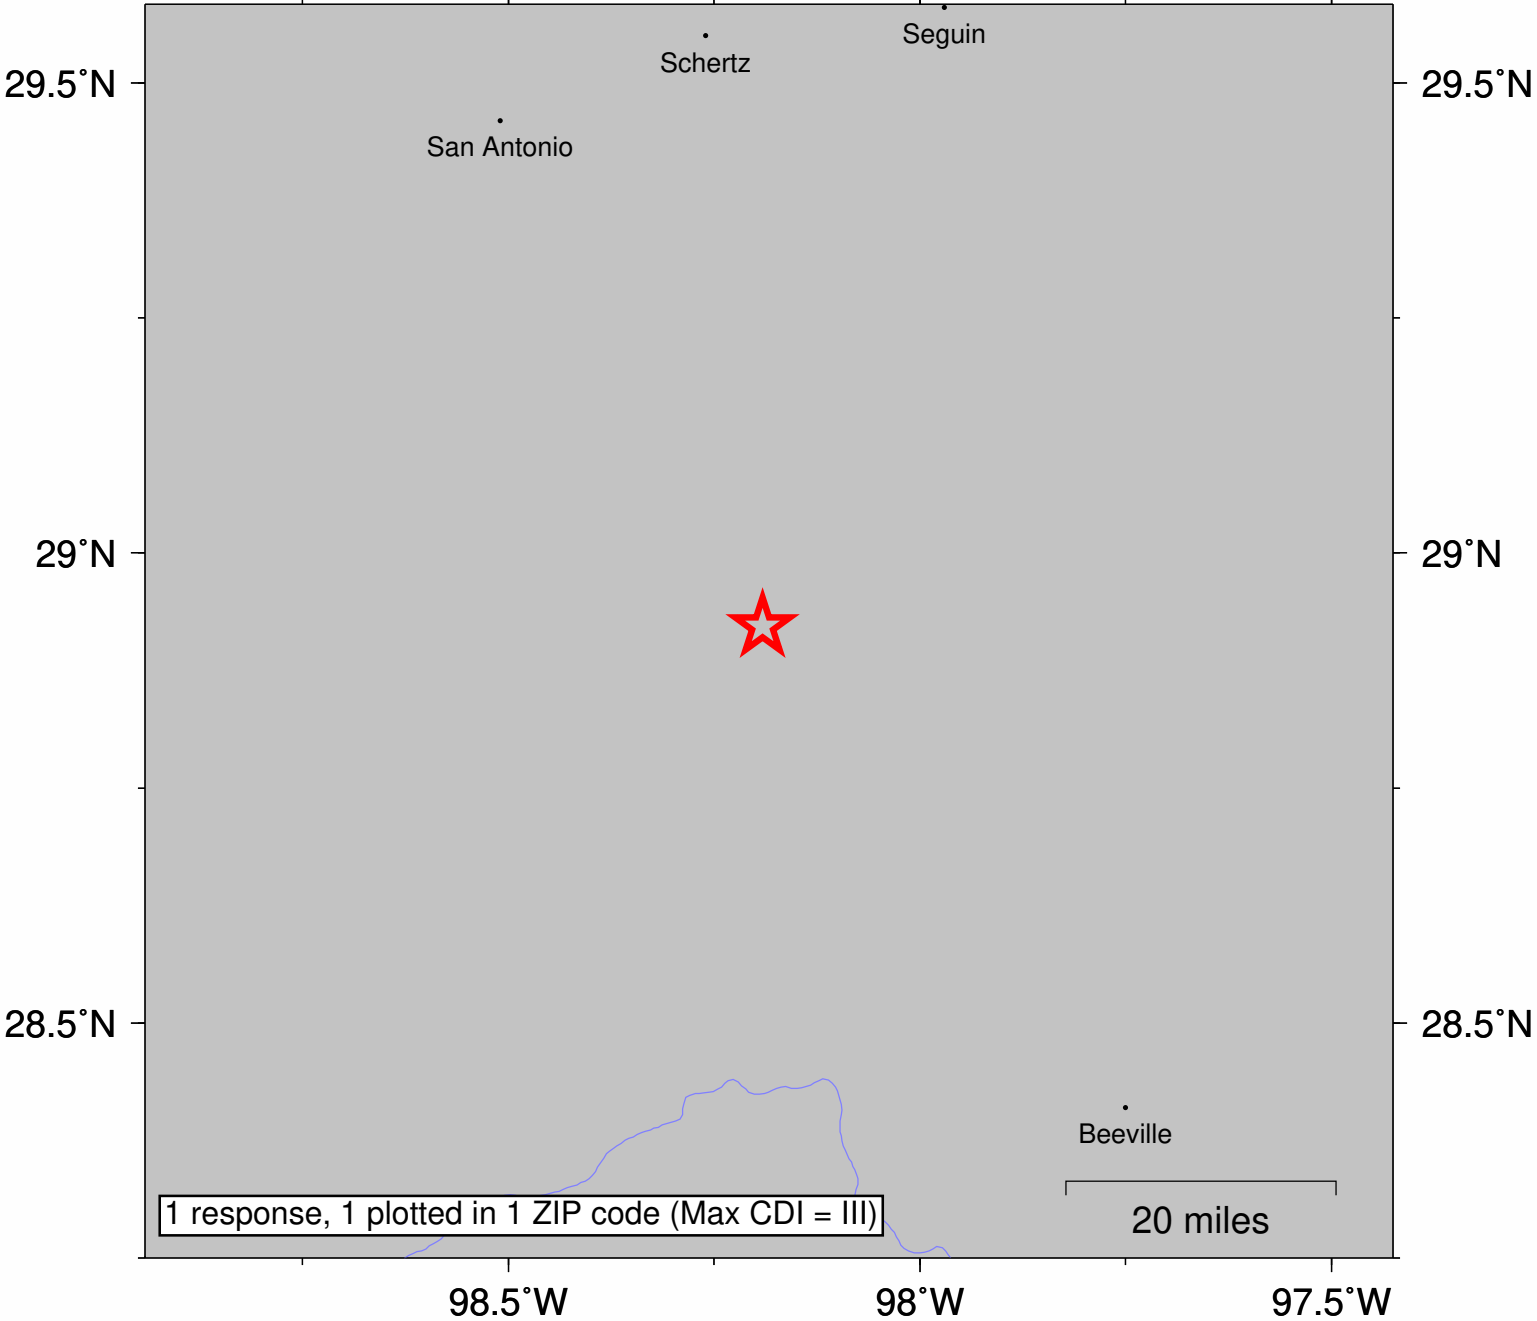 Seguin
Schertz
29.5˚N
29.5˚N
San Antonio
29˚N
29˚N
28.5˚N
28.5˚N
Beeville
1 response, 1 plotted in 1 ZIP code (Max CDI = III)
20 miles
98.5˚W
98˚W
97.5˚W